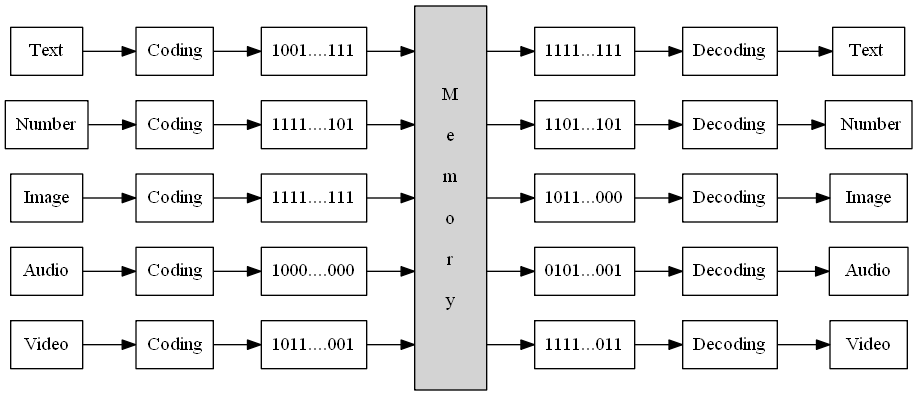 Text Coding 1001....111 1111...111 Decoding Text
Number Coding 1111....101 1101...101 Decoding Number
Image Coding 1111....111 1011...000 Decoding Image
Audio Coding 1000....000 0101...001 Decoding Audio
Video Coding 1011....001 1111...011 Decoding Video
M
e
m
o
r
y